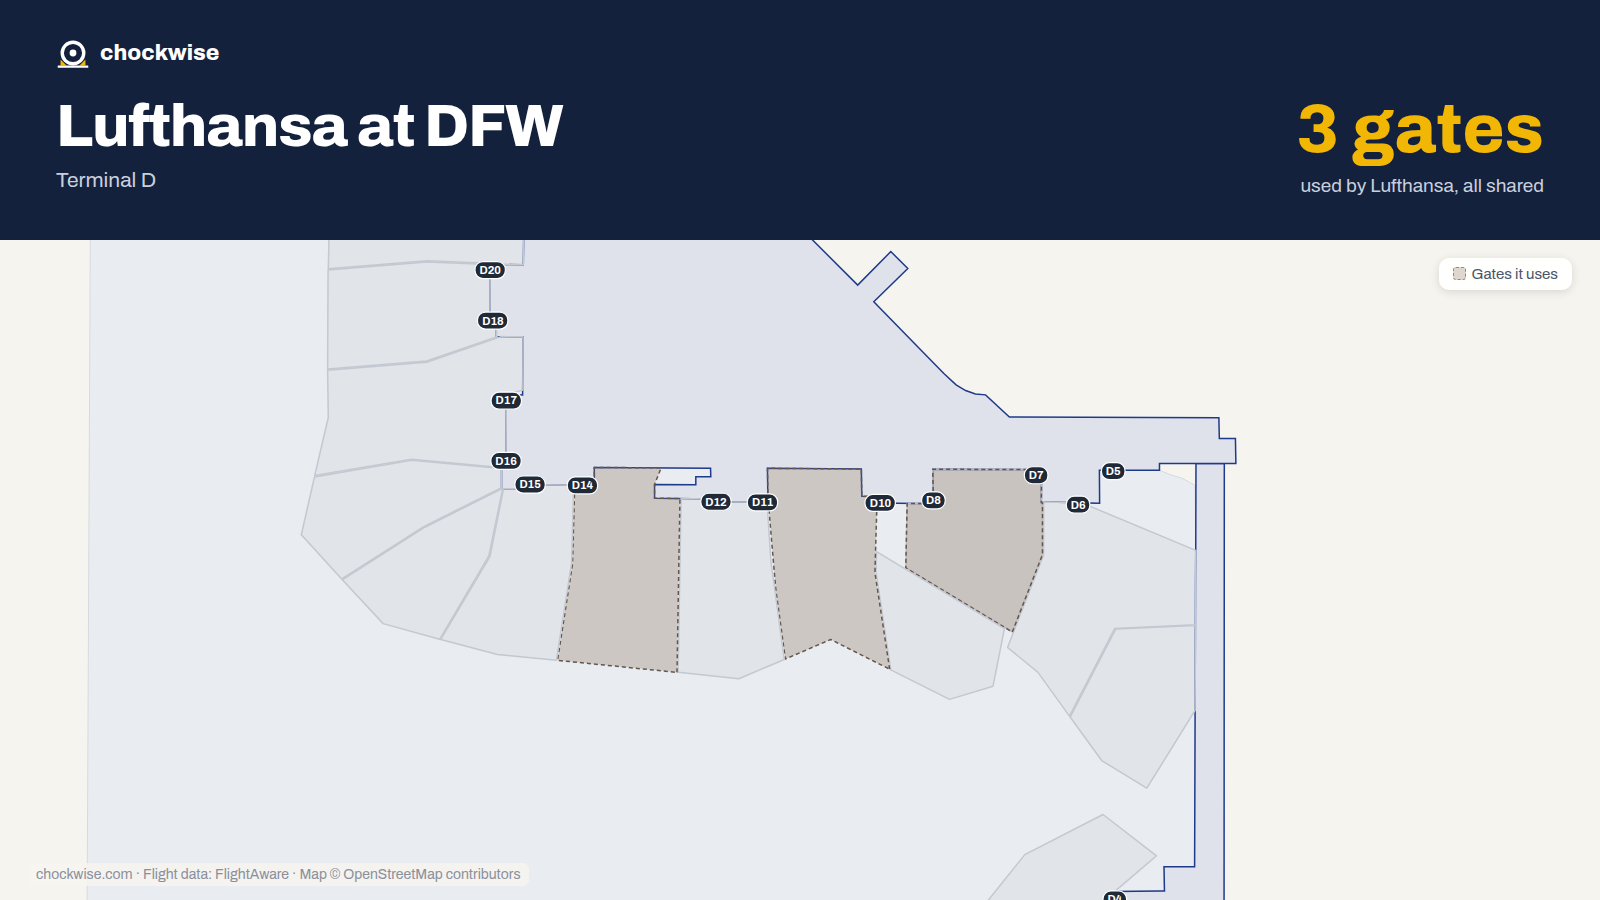 chockwise
Lufthansa at DFW
Terminal D
3 gates
used by Lufthansa, all shared
Gates it uses
D20
D18
D17
D16
D15
D14
D12
D11
D10
D8
D7
D6
D5
D4
chockwise.com · Flight data: FlightAware · Map © OpenStreetMap contributors